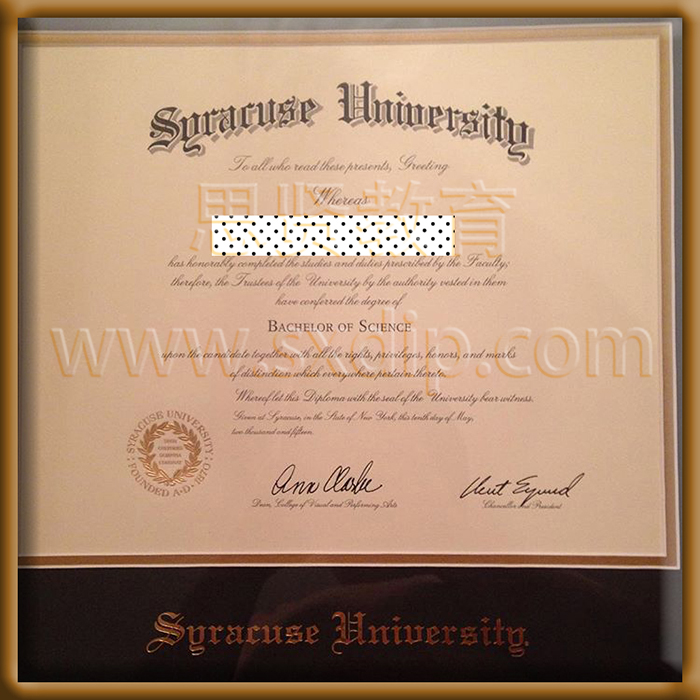 Syracuse University
To all who read these presents, Greeting
Whereas
思贤教育
has honorably completed the studies and duties prescribed by the Faculty;
therefore, the Trustees of the University by the authority vested in them
have conferred the degree of
BACHELOR OF SCIENCE
www.sxdip.com
upon the candidate together with all the rights, privileges, honors, and marks
of distinction which everywhere pertain thereto.
Whereof let this Diploma with the seal of the University bear witness.
Given at Syracuse, in the State of New York, this tenth day of May,
two thousand and fifteen.
SYRACUSE UNIVERSITY
FOUNDED A·D· 1870
Ann Clarke
Dean, College of Visual and Performing Arts
Chancellor and President
Syracuse University.